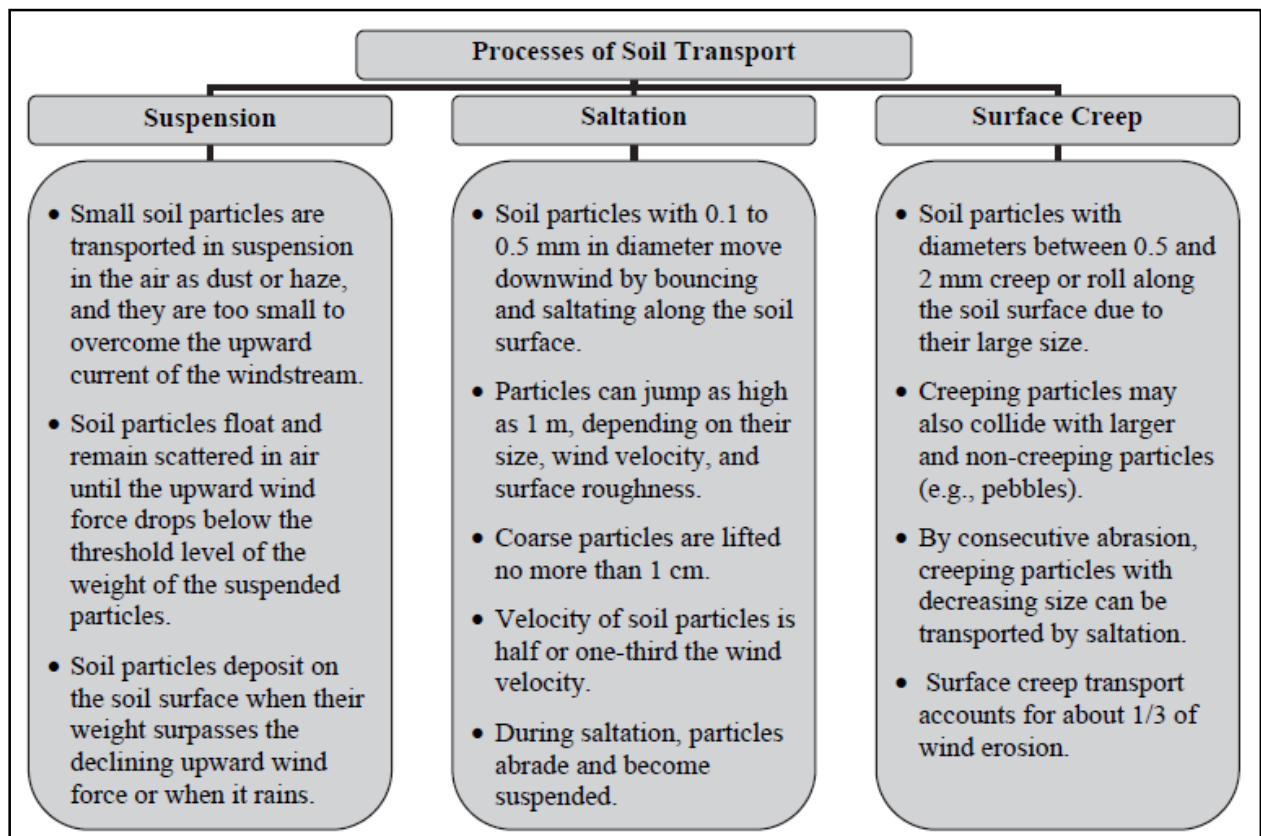 Processes of Soil Transport
Suspension
• Small soil particles are
transported in suspension
in the air as dust or haze,
and they are too small to
overcome the upward
current of the windstream.
• Soil particles float and
remain scattered in air
until the upward wind
force drops below the
threshold level of the
weight of the suspended
particles.
• Soil particles deposit on
the soil surface when their
weight surpasses the
declining upward wind
force or when it rains.
Saltation
• Soil particles with 0.1 to
0.5 mm in diameter move
downwind by bouncing
and saltating along the soil
surface.
• Particles can jump as high
as 1 m, depending on their
size, wind velocity, and
surface roughness.
• Coarse particles are lifted
no more than 1 cm.
• Velocity of soil particles is
half or one-third the wind
velocity.
• During saltation, particles
abrade and become
suspended.
Surface Creep
• Soil particles with
diameters between 0.5 and
2 mm creep or roll along
the soil surface due to
their large size.
• Creeping particles may
also collide with larger
and non-creeping particles
(e.g., pebbles).
• By consecutive abrasion,
creeping particles with
decreasing size can be
transported by saltation.
• Surface creep transport
accounts for about 1/3 of
wind erosion.